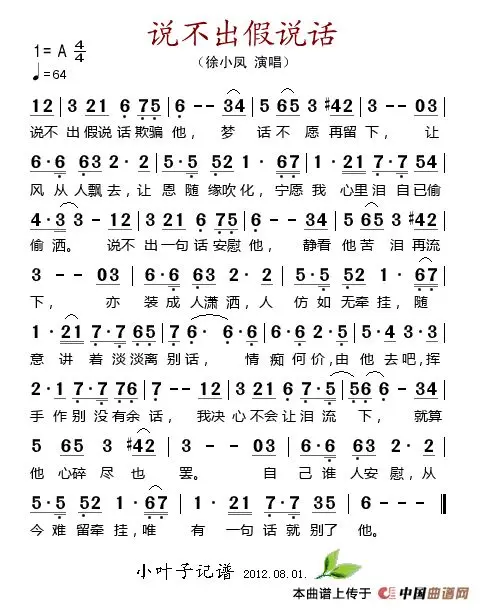 说不出假说话
1= A 4/4
（徐小凤 演唱）
♩=64
12 | 3 21 6 75 | 6 - - 34 | 5 65 3 #42 | 3 - - 03 |
说不 出 假说 话 欺骗 他， 梦 话 不 愿 再留 下， 让
6·6 63 2·2 | 5·5 52 1· 67 | 1· 21 7·7 54 |
风 从 人飘 去，让 恩 随 缘吹 化，宁愿 我 心里 泪 自 已偷
4·3 3 - 12 | 3 21 6 75 | 6 - - 34 | 5 65 3 #42 |
偷 洒。 说不 出 一句 话 安慰 他， 静看 他 苦 泪 再流
3 - - 03 | 6·6 63 2·2 | 5·5 52 1· 67 |
下， 亦 装 成 人潇 洒，人 仿 如 无牵 挂，随
1· 21 7·7 65 | 7 6· 6·6 | 6·6 2·5 | 5·4 3·3 |
意 讲 着 淡 淡离 别 话， 情 痴 何 价，由 他 去 吧，挥
2·1 7·7 76 | 7 - - 12 | 3 21 6 7·5 | 56 6 - 34 |
手 作 别 没 有余 话， 我决 心 不会 让 泪 流 下， 就算
5 65 3 #42 | 3 - - 03 | 6·6 63 2·2 |
他 心碎 尽 也 罢。 自 己 谁 人安 慰，从
5·5 52 1· 67 | 1· 21 7·7 35 | 6 - - - ‖
今 难 留牵 挂，唯 有 一句 话 就 别了 他。
小叶子记谱 2012.08.01.
本曲谱上传于 中国曲谱网